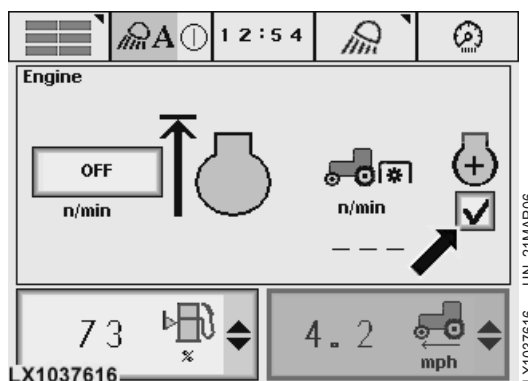 A 12:54
Engine
OFF
n/min
n/min
+
---
73
%
4.2
mph
LX1037616
LX1037616 UN 21MAR06